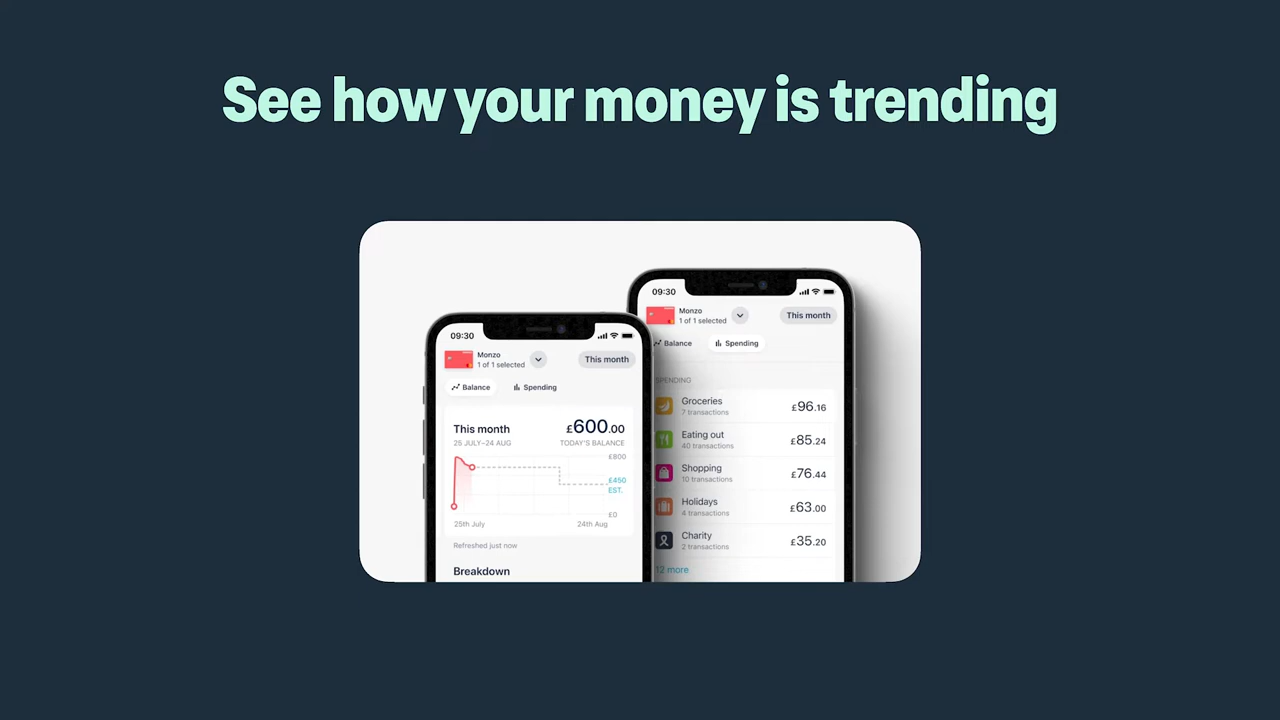 See how your money is trending
09:30
Monzo
1 of 1 selected
This month
Balance
Spending
This month
£600.00
25 JULY–24 AUG
TODAY'S BALANCE
£800
£450
EST.
£0
25th July
24th Aug
Refreshed just now
Breakdown
09:30
Monzo
1 of 1 selected
This month
Balance
Spending
SPENDING
Groceries
£96.16
7 transactions
Eating out
£85.24
40 transactions
Shopping
£76.44
10 transactions
Holidays
£63.00
4 transactions
Charity
£35.20
2 transactions
12 more